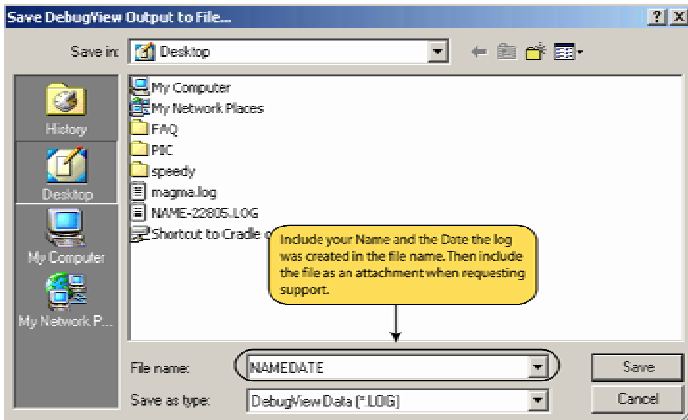 Save DebugView Output to File...
Save in:
Desktop
History
Desktop
My Computer
My Network P...
My Computer
My Network Places
FAQ
PIC
speedy
magma.log
NAME-22805.LOG
Shortcut to Cradle
Include your Name and the Date the log
was created in the file name. Then include
the file as an attachment when requesting
support.
File name:
NAMEDATE
Save
Save as type:
DebugView Data (*.LOG)
Cancel